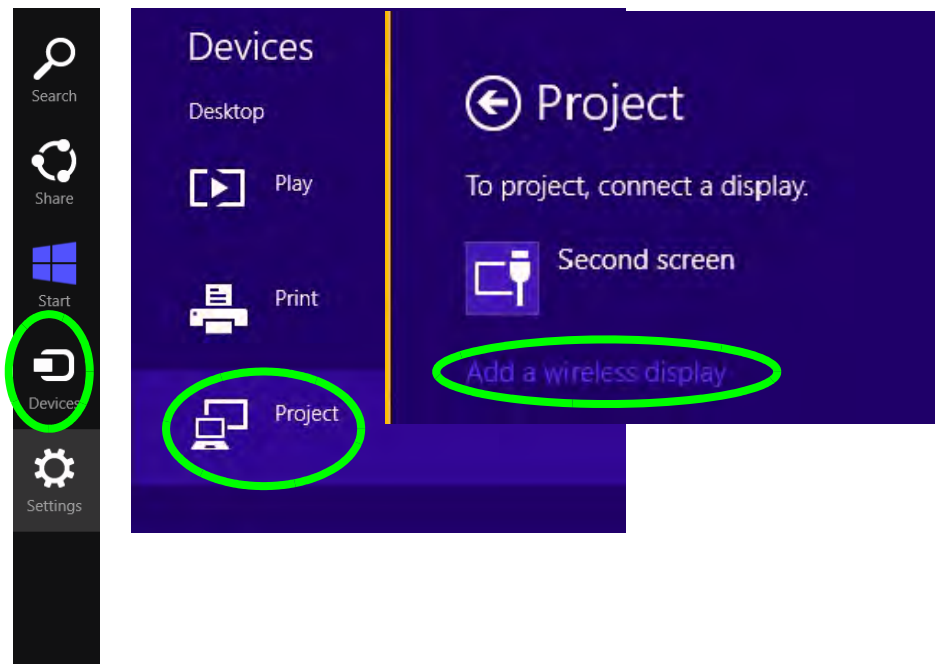 Search
Share
Start
Devices
Settings
Devices
Desktop
Play
Print
Project
Project
To project, connect a display.
Second screen
Add a wireless display